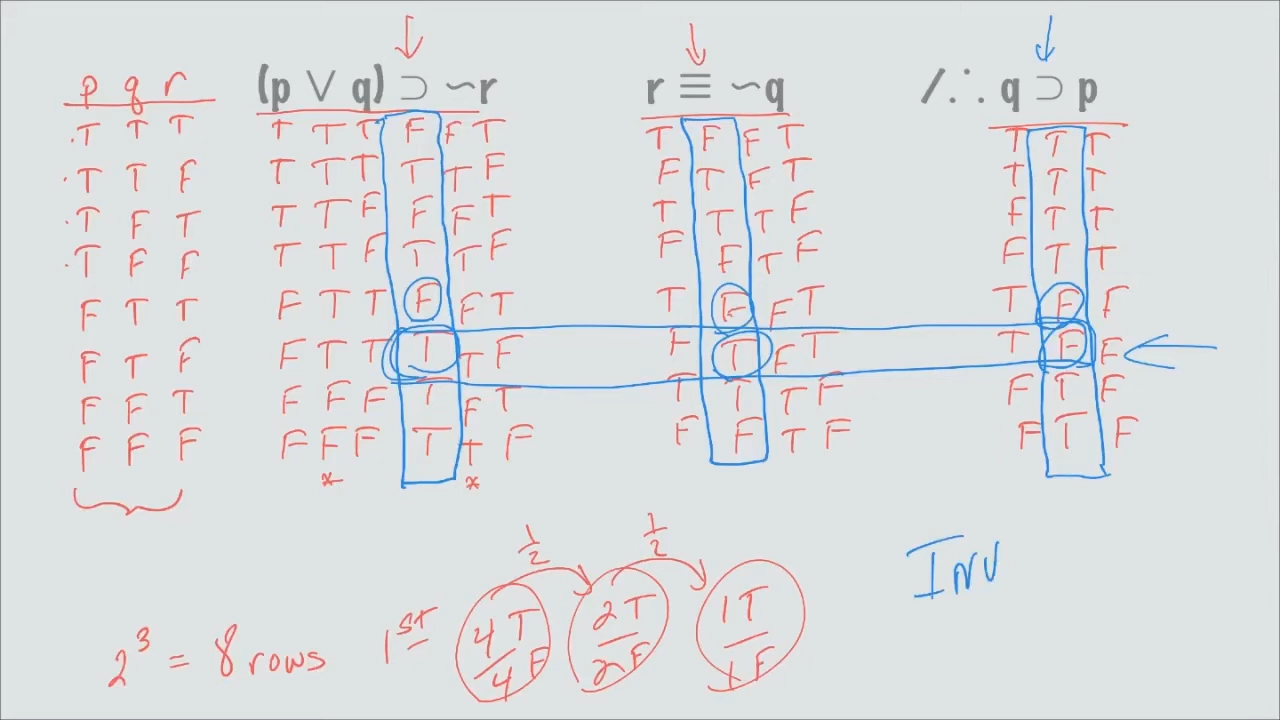 p q r (p ∨ q) ⊃ ∼r r ≡ ∼q /∴ q ⊃ p
T T T T T T F F T T F F T T T T
T T F T T T T T F F T F T T T T
T F T T T F F F T T T T F F T T
T F F T T F T T F F F T F F T T
F T T F T T F F T T F F T T F F
F T F F T T T T F F T F T T F F
F F T F F F T F T T T T F F T F
F F F F F F T T F F F T F F T F
* *
1/2 1/2
2³ = 8 rows 1st 4T/4F 2T/2F 1T/1F INV